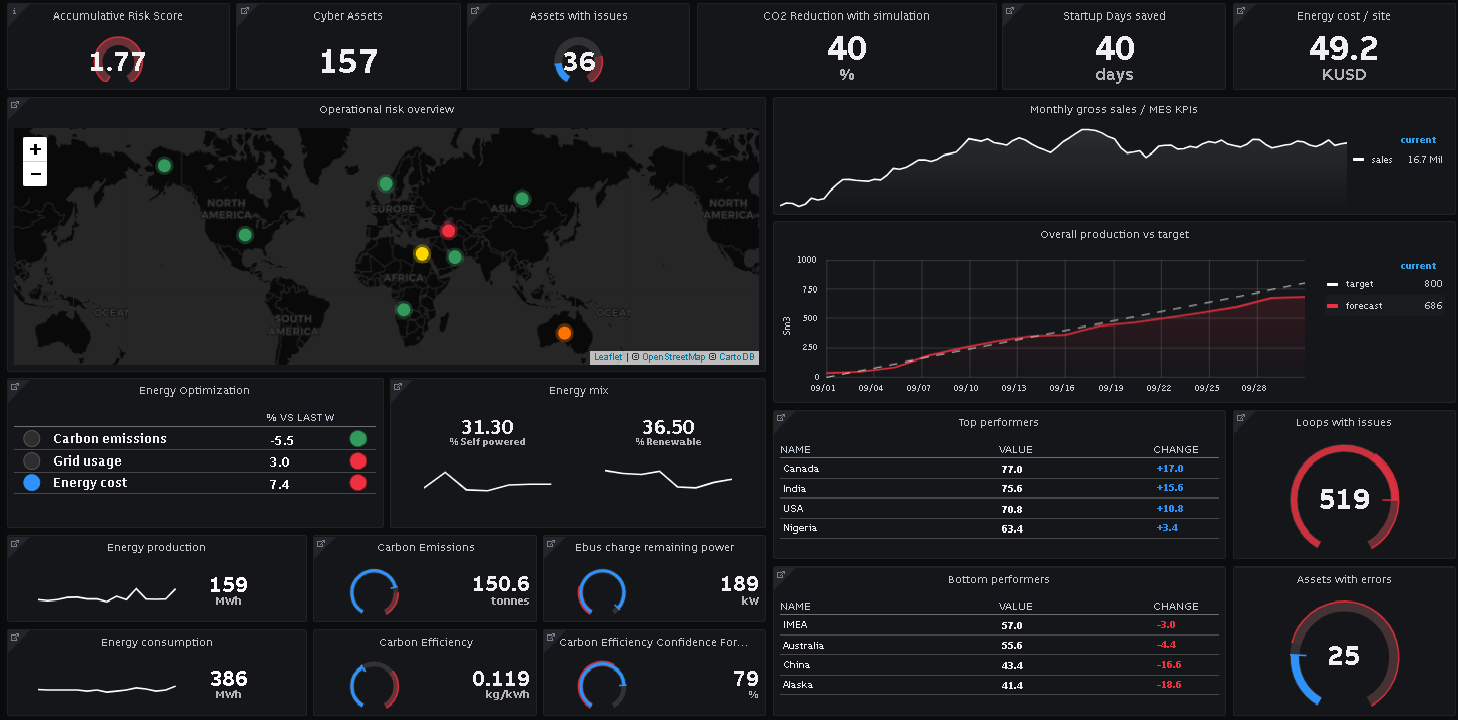 Accumulative Risk Score
1.77
Cyber Assets
157
Assets with issues
36
CO2 Reduction with simulation
40
%
Startup Days saved
40
days
Energy cost / site
49.2
KUSD
Operational risk overview
+
−
NORTH
AMERICA
EUROPE
ASIA
NORTH
AMERICA
AFRICA
OCEAN
SOUTH
AMERICA
OCEAN
Leaflet | © OpenStreetMap © CartoDB
Monthly gross sales / MES KPIs
current
sales 16.7 Mil
Overall production vs target
Sm3
1000
750
500
250
0
09/01 09/04 09/07 09/10 09/13 09/16 09/19 09/22 09/25 09/28
current
target 800
forecast 686
Energy Optimization
% VS LAST W
Carbon emissions -5.5
Grid usage 3.0
Energy cost 7.4
Energy mix
31.30
% Self powered
36.50
% Renewable
Top performers
NAME VALUE CHANGE
Canada 77.0 +17.0
India 75.6 +15.6
USA 70.8 +10.8
Nigeria 63.4 +3.4
Loops with issues
519
Energy production
159
MWh
Carbon Emissions
150.6
tonnes
Ebus charge remaining power
189
kW
Energy consumption
386
MWh
Carbon Efficiency
0.119
kg/kWh
Carbon Efficiency Confidence For...
79
%
Bottom performers
NAME VALUE CHANGE
IMEA 57.0 -3.0
Australia 55.6 -4.4
China 43.4 -16.6
Alaska 41.4 -18.6
Assets with errors
25